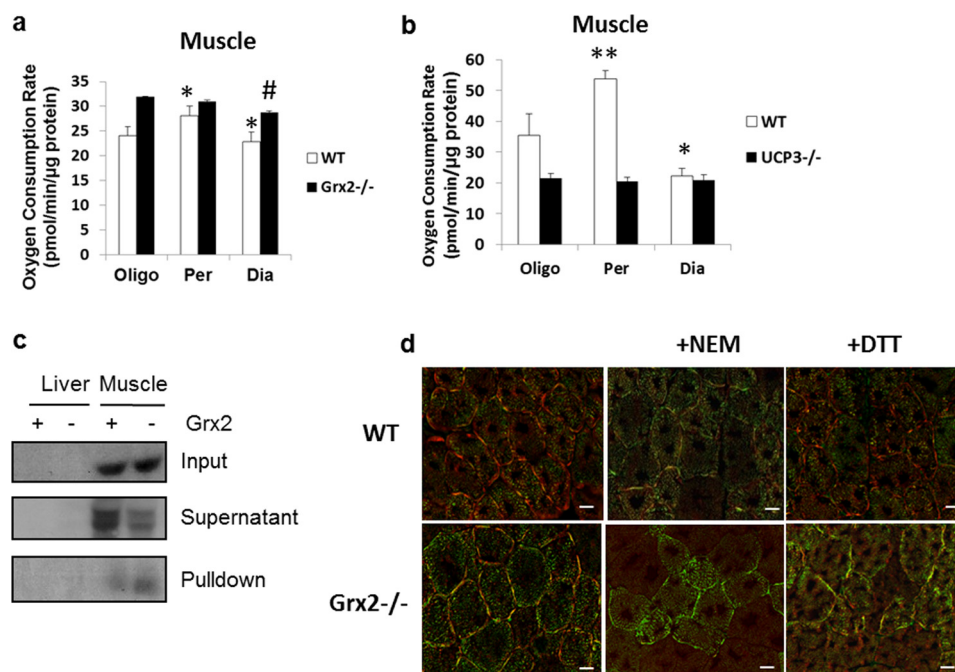 a
Muscle
Oxygen Consumption Rate
(pmol/min/µg protein)
35
30
25
20
15
10
5
0
*
*
#
Oligo Per Dia
WT
Grx2-/-
b
Muscle
Oxygen Consumption Rate
(pmol/min/µg protein)
60
50
40
30
20
10
0
**
*
Oligo Per Dia
WT
UCP3-/-
c
Liver Muscle
+ - + - Grx2
Input
Supernatant
Pulldown
d
+NEM +DTT
WT
Grx2-/-